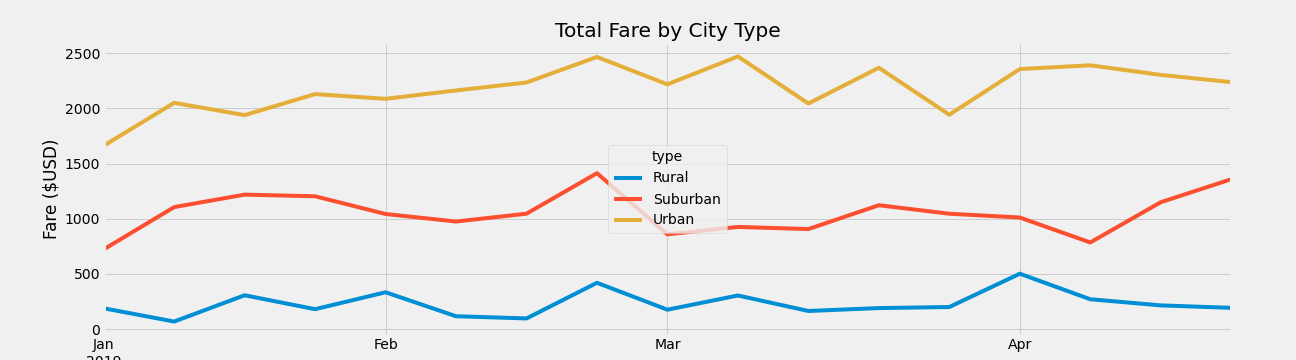 Total Fare by City Type
Fare ($USD)
2500
2000
1500
1000
500
0
type
Rural
Suburban
Urban
Jan Feb Mar Apr
2019